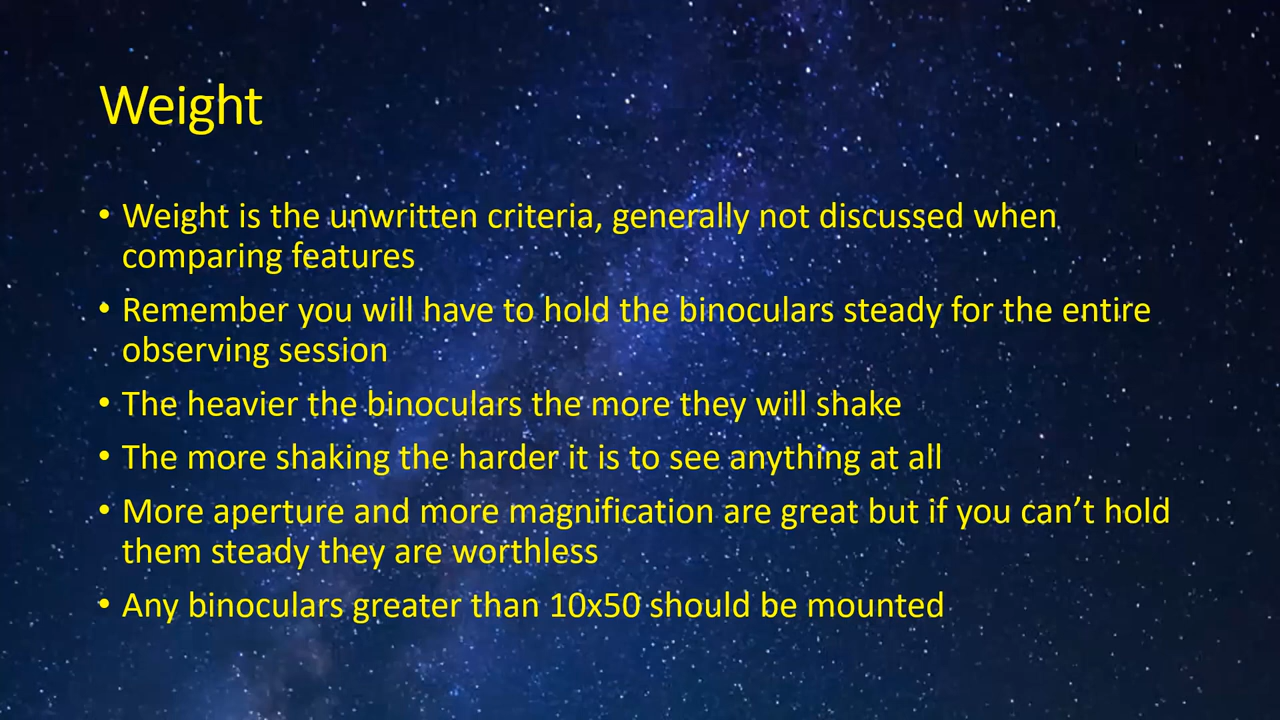 Weight
• Weight is the unwritten criteria, generally not discussed when
comparing features
• Remember you will have to hold the binoculars steady for the entire
observing session
• The heavier the binoculars the more they will shake
• The more shaking the harder it is to see anything at all
• More aperture and more magnification are great but if you can’t hold
them steady they are worthless
• Any binoculars greater than 10x50 should be mounted